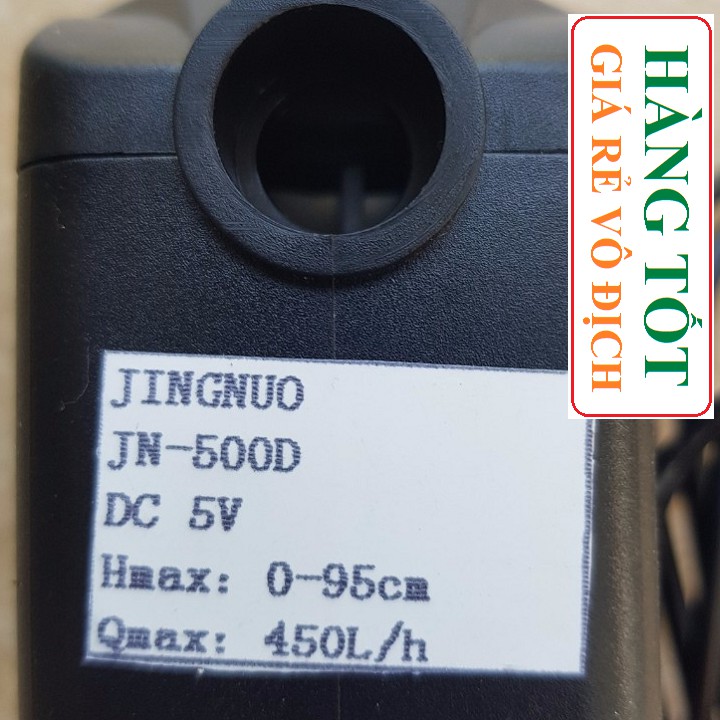 JINGNUO
JN-500D
DC 5V
Hmax: 0-95cm
Qmax: 450L/h
HÀNG TỐT
GIÁ RẺ VÔ ĐỊCH